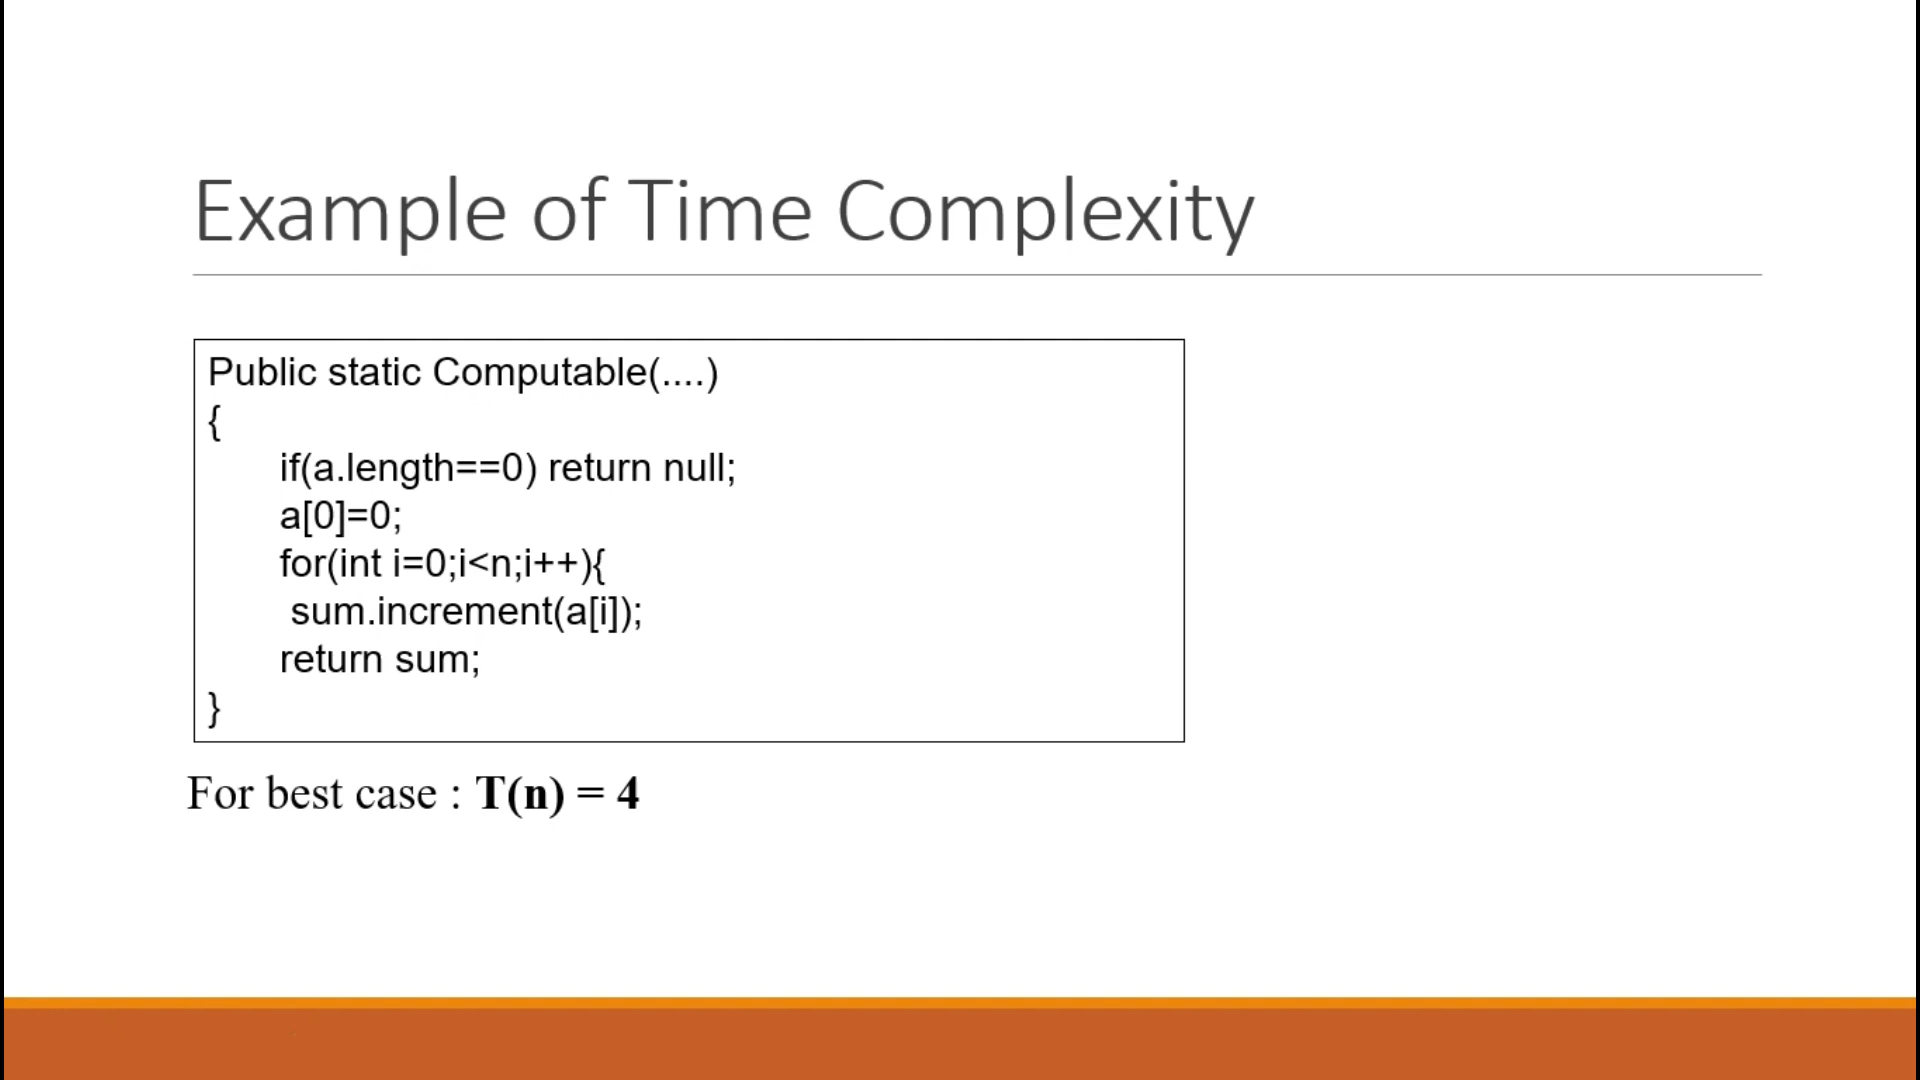 Example of Time Complexity
Public static Computable(....)
{
if(a.length==0) return null;
a[0]=0;
for(int i=0;i<n;i++){
sum.increment(a[i]);
return sum;
}
For best case : T(n) = 4